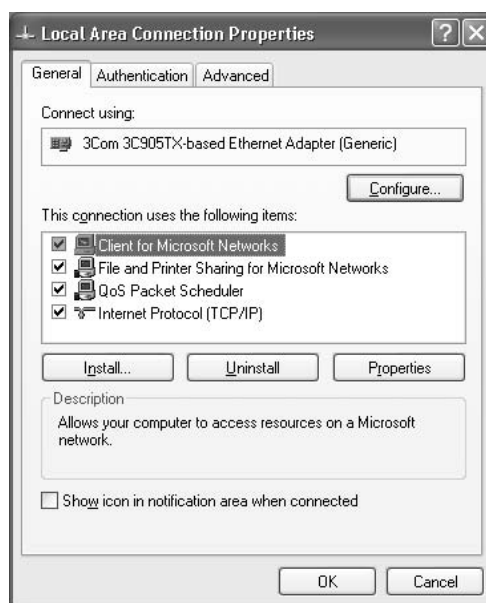 Local Area Connection Properties
General Authentication Advanced
Connect using:
3Com 3C905TX-based Ethernet Adapter (Generic)
Configure...
This connection uses the following items:
Client for Microsoft Networks
File and Printer Sharing for Microsoft Networks
QoS Packet Scheduler
Internet Protocol (TCP/IP)
Install... Uninstall Properties
Description
Allows your computer to access resources on a Microsoft
network.
Show icon in notification area when connected
OK Cancel